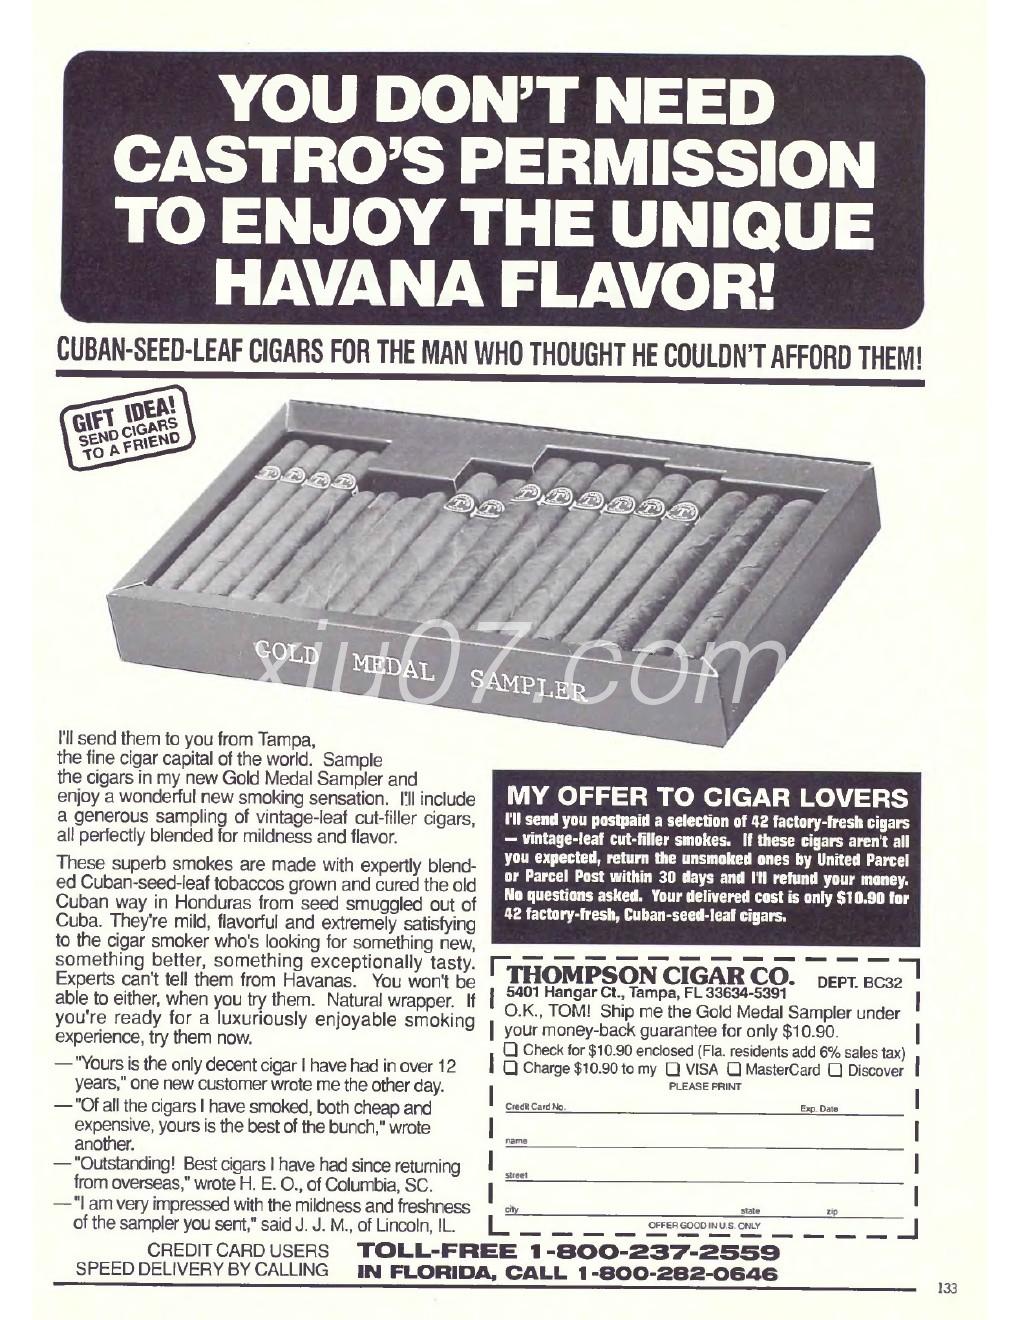 YOU DON'T NEED
CASTRO'S PERMISSION
TO ENJOY THE UNIQUE
HAVANA FLAVOR!
CUBAN-SEED-LEAF CIGARS FOR THE MAN WHO THOUGHT HE COULDN'T AFFORD THEM!
GIFT IDEA!
SEND CIGARS
TO A FRIEND
GOLD MEDAL SAMPLER
xiu07.com
I'll send them to you from Tampa,
the fine cigar capital of the world. Sample
the cigars in my new Gold Medal Sampler and
enjoy a wonderful new smoking sensation. I'll include
a generous sampling of vintage-leaf cut-filler cigars,
all perfectly blended for mildness and flavor.
These superb smokes are made with expertly blend-
ed Cuban-seed-leaf tobaccos grown and cured the old
Cuban way in Honduras from seed smuggled out of
Cuba. They're mild, flavorful and extremely satisfying
to the cigar smoker who's looking for something new,
something better, something exceptionally tasty.
Experts can't tell them from Havanas. You won't be
able to either, when you try them. Natural wrapper. If
you're ready for a luxuriously enjoyable smoking
experience, try them now.
—"Yours is the only decent cigar I have had in over 12
years," one new customer wrote me the other day.
—"Of all the cigars I have smoked, both cheap and
expensive, yours is the best of the bunch," wrote
another.
—"Outstanding! Best cigars I have had since returning
from overseas," wrote H. E. O., of Columbia, SC.
—"I am very impressed with the mildness and freshness
of the sampler you sent," said J. J. M., of Lincoln, IL.
MY OFFER TO CIGAR LOVERS
I'll send you postpaid a selection of 42 factory-fresh cigars
— vintage-leaf cut-filler smokes. If these cigars aren't all
you expected, return the unsmoked ones by United Parcel
or Parcel Post within 30 days and I'll refund your money.
No questions asked. Your delivered cost is only $10.90 for
42 factory-fresh, Cuban-seed-leaf cigars.
THOMPSON CIGAR CO. DEPT. BC32
5401 Hangar Ct., Tampa, FL 33634-5391
O.K., TOM! Ship me the Gold Medal Sampler under
your money-back guarantee for only $10.90.
☐ Check for $10.90 enclosed (Fla. residents add 6% sales tax)
☐ Charge $10.90 to my ☐ VISA ☐ MasterCard ☐ Discover
PLEASE PRINT
Credit Card No. Exp. Date
name
street
city state zip
OFFER GOOD IN U.S. ONLY
CREDIT CARD USERS TOLL-FREE 1-800-237-2559
SPEED DELIVERY BY CALLING IN FLORIDA, CALL 1-800-282-0646
133